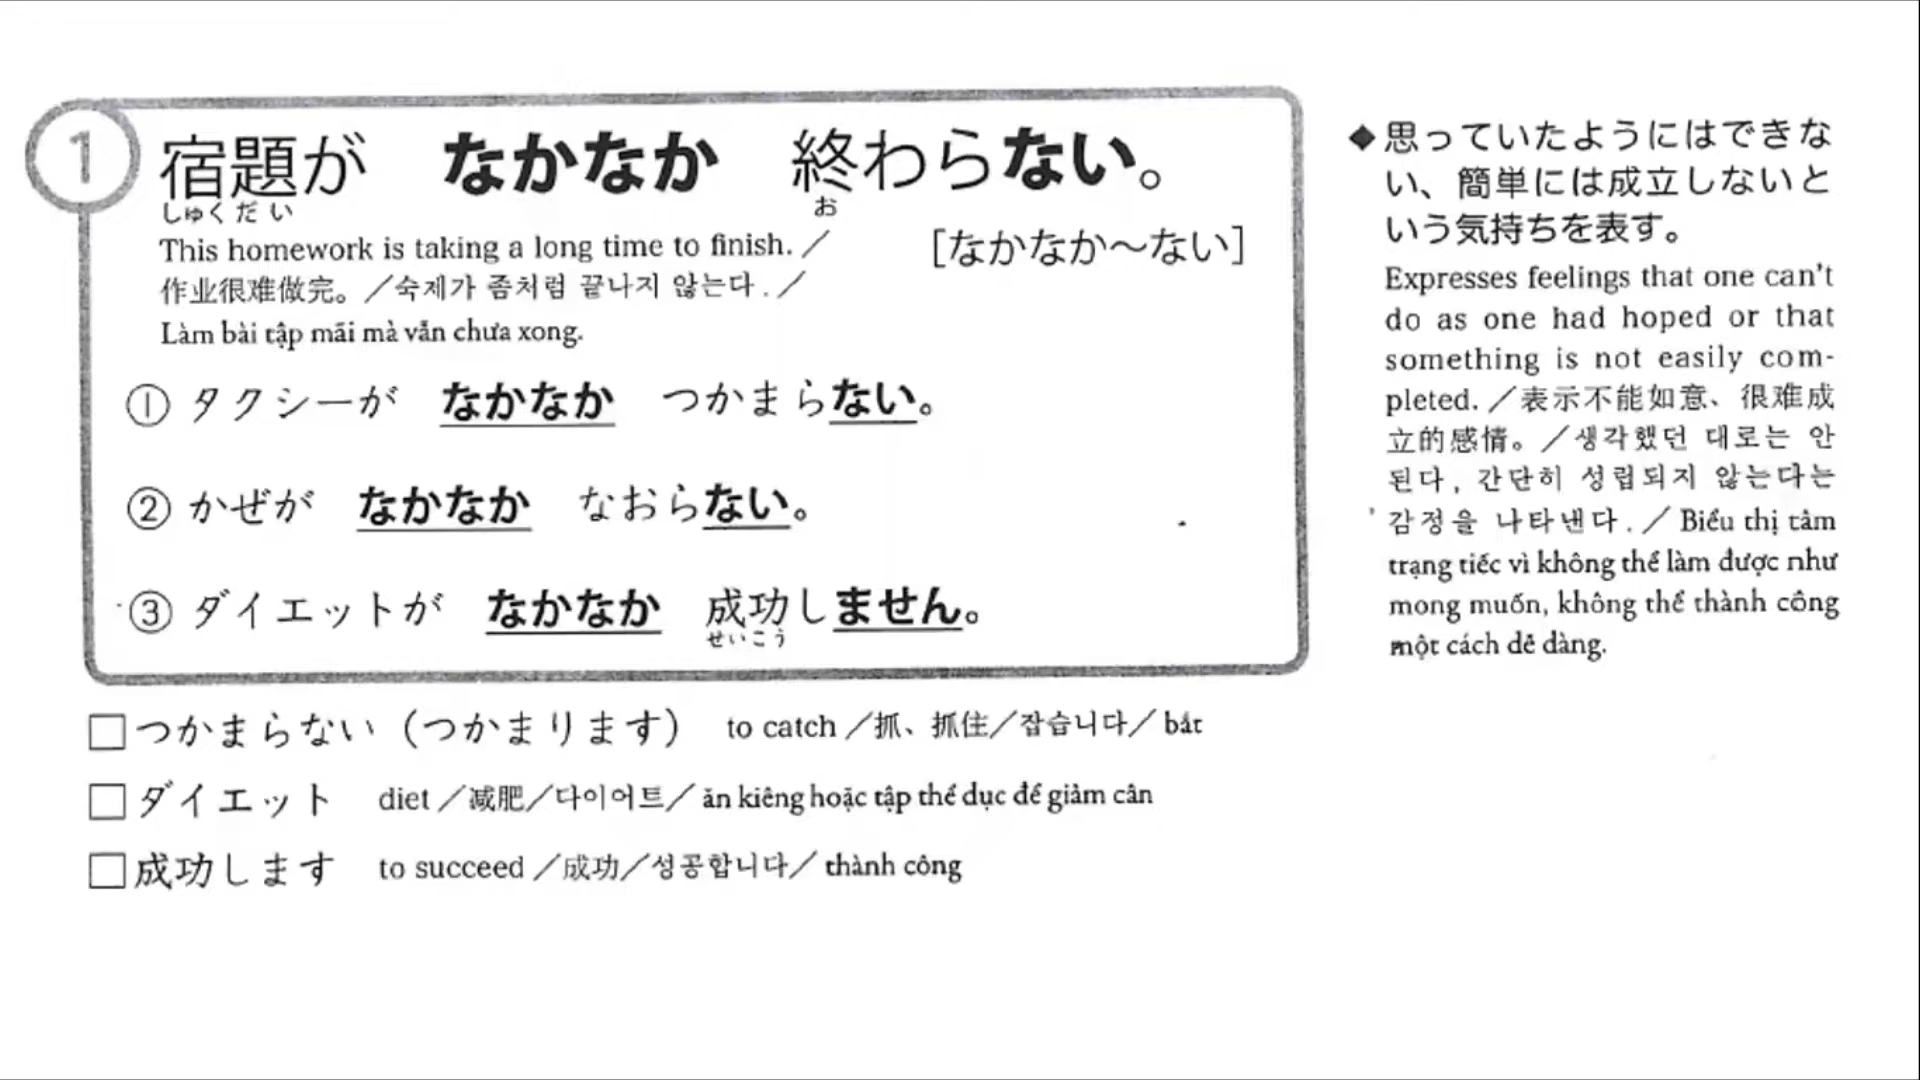 1
宿題が　なかなか　終わらない。
しゅくだい　お
This homework is taking a long time to finish.／
作业很难做完。／숙제가 좀처럼 끝나지 않는다.／
Làm bài tập mãi mà vẫn chưa xong.
[なかなか～ない]
① タクシーが　なかなか　つかまらない。
② かぜが　なかなか　なおらない。
③ ダイエットが　なかなか　成功しません。
せいこう
◆思っていたようにはできな
い、簡単には成立しないと
いう気持ちを表す。
Expresses feelings that one can't
do as one had hoped or that
something is not easily com-
pleted.／表示不能如意、很难成
立的感情。／생각했던 대로는 안
된다, 간단히 성립되지 않는다는
감정을 나타낸다.／Biểu thị tâm
trạng tiếc vì không thể làm được như
mong muốn, không thể thành công
một cách dễ dàng.
□つかまらない（つかまります）　to catch／抓、抓住／잡습니다／bắt
□ダイエット　diet／减肥／다이어트／ăn kiêng hoặc tập thể dục để giảm cân
□成功します　to succeed／成功／성공합니다／thành công